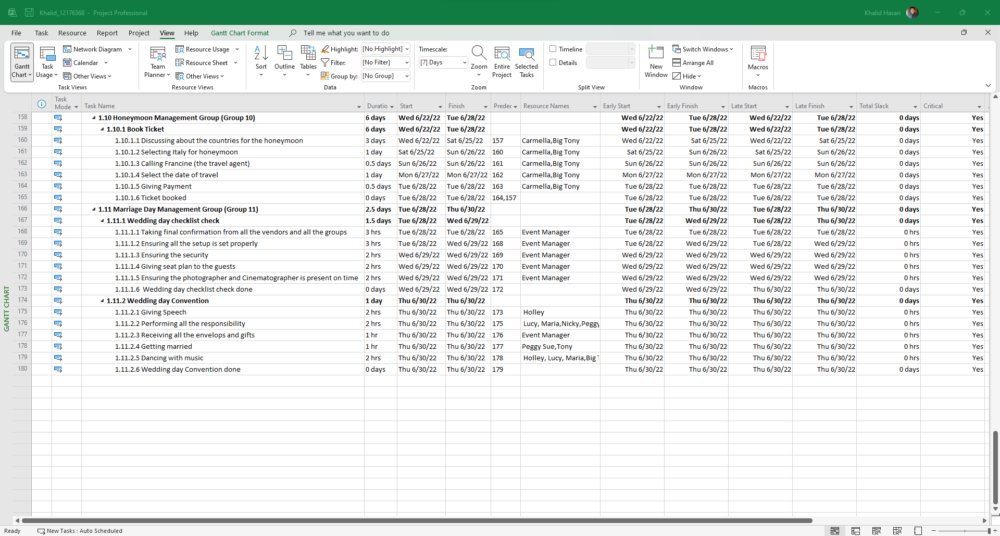 Khalid_12176368 - Project Professional
Khalid Hasan
File Task Resource Report Project View Help Gantt Chart Format Tell me what you want to do
Gantt Chart
Task Usage
Network Diagram
Calendar
Other Views
Task Views
Team Planner
Resource Usage
Resource Sheet
Other Views
Resource Views
Sort
Outline
Tables
Highlight: [No Highlight]
Filter: [No Filter]
Group by: [No Group]
Data
Timescale:
[7] Days
Zoom
Entire Project
Selected Tasks
Zoom
Timeline
Details
Split View
New Window
Switch Windows
Arrange All
Hide
Window
Macros
Macros
Task Mode Task Name Duratio Start Finish Predec Resource Names Early Start Early Finish Late Start Late Finish Total Slack Critical
158 1.10 Honeymoon Management Group (Group 10) 6 days Wed 6/22/22 Tue 6/28/22 Wed 6/22/22 Tue 6/28/22 Wed 6/22/22 Tue 6/28/22 0 days Yes
159 1.10.1 Book Ticket 6 days Wed 6/22/22 Tue 6/28/22 Wed 6/22/22 Tue 6/28/22 Wed 6/22/22 Tue 6/28/22 0 days Yes
160 1.10.1.1 Discussing about the countries for the honeymoon 3 days Wed 6/22/22 Sat 6/25/22 157 Carmella,Big Tony Wed 6/22/22 Sat 6/25/22 Wed 6/22/22 Sat 6/25/22 0 days Yes
161 1.10.1.2 Selecting Italy for honeymoon 1 day Sat 6/25/22 Sun 6/26/22 160 Carmella,Big Tony Sat 6/25/22 Sun 6/26/22 Sat 6/25/22 Sun 6/26/22 0 days Yes
162 1.10.1.3 Calling Francine (the travel agent) 0.5 days Sun 6/26/22 Sun 6/26/22 161 Carmella,Big Tony Sun 6/26/22 Sun 6/26/22 Sun 6/26/22 Sun 6/26/22 0 days Yes
163 1.10.1.4 Select the date of travel 1 day Mon 6/27/22 Mon 6/27/22 162 Carmella,Big Tony Mon 6/27/22 Mon 6/27/22 Mon 6/27/22 Mon 6/27/22 0 days Yes
164 1.10.1.5 Giving Payment 0.5 days Tue 6/28/22 Tue 6/28/22 163 Carmella,Big Tony Tue 6/28/22 Tue 6/28/22 Tue 6/28/22 Tue 6/28/22 0 days Yes
165 1.10.1.6 Ticket booked 0 days Tue 6/28/22 Tue 6/28/22 164,157 Tue 6/28/22 Tue 6/28/22 Tue 6/28/22 Tue 6/28/22 0 days Yes
166 1.11 Marriage Day Management Group (Group 11) 2.5 days Tue 6/28/22 Thu 6/30/22 Tue 6/28/22 Thu 6/30/22 Tue 6/28/22 Thu 6/30/22 0 days Yes
167 1.11.1 Wedding day checklist check 1.5 days Tue 6/28/22 Wed 6/29/22 Tue 6/28/22 Wed 6/29/22 Tue 6/28/22 Thu 6/30/22 0 days Yes
168 1.11.1.1 Taking final confirmation from all the vendors and all the groups 3 hrs Tue 6/28/22 Tue 6/28/22 165 Event Manager Tue 6/28/22 Tue 6/28/22 Tue 6/28/22 Tue 6/28/22 0 hrs Yes
169 1.11.1.2 Ensuring all the setup is set properly 3 hrs Tue 6/28/22 Wed 6/29/22 168 Event Manager Tue 6/28/22 Wed 6/29/22 Tue 6/28/22 Wed 6/29/22 0 hrs Yes
170 1.11.1.3 Ensuring the security 2 hrs Wed 6/29/22 Wed 6/29/22 169 Event Manager Wed 6/29/22 Wed 6/29/22 Wed 6/29/22 Wed 6/29/22 0 hrs Yes
171 1.11.1.4 Giving seat plan to the guests 2 hrs Wed 6/29/22 Wed 6/29/22 170 Event Manager Wed 6/29/22 Wed 6/29/22 Wed 6/29/22 Wed 6/29/22 0 hrs Yes
172 1.11.1.5 Ensuring the photographer and Cinematographer is present on time 2 hrs Wed 6/29/22 Wed 6/29/22 171 Event Manager Wed 6/29/22 Wed 6/29/22 Wed 6/29/22 Wed 6/29/22 0 hrs Yes
173 1.11.1.6 Wedding day checklist check done 0 days Wed 6/29/22 Wed 6/29/22 172 Wed 6/29/22 Wed 6/29/22 Thu 6/30/22 Thu 6/30/22 0 days Yes
174 1.11.2 Wedding day Convention 1 day Thu 6/30/22 Thu 6/30/22 Thu 6/30/22 Thu 6/30/22 Thu 6/30/22 Thu 6/30/22 0 days Yes
175 1.11.2.1 Giving Speech 2 hrs Thu 6/30/22 Thu 6/30/22 173 Holley Thu 6/30/22 Thu 6/30/22 Thu 6/30/22 Thu 6/30/22 0 hrs Yes
176 1.11.2.2 Performing all the responsibility 2 hrs Thu 6/30/22 Thu 6/30/22 175 Lucy, Maria,Nicky,Peggy Thu 6/30/22 Thu 6/30/22 Thu 6/30/22 Thu 6/30/22 0 hrs Yes
177 1.11.2.3 Receiving all the envelops and gifts 1 hr Thu 6/30/22 Thu 6/30/22 176 Event Manager Thu 6/30/22 Thu 6/30/22 Thu 6/30/22 Thu 6/30/22 0 hrs Yes
178 1.11.2.4 Getting married 1 hr Thu 6/30/22 Thu 6/30/22 177 Peggy Sue,Tony Thu 6/30/22 Thu 6/30/22 Thu 6/30/22 Thu 6/30/22 0 hrs Yes
179 1.11.2.5 Dancing with music 2 hrs Thu 6/30/22 Thu 6/30/22 178 Holley, Lucy, Maria,Big Thu 6/30/22 Thu 6/30/22 Thu 6/30/22 Thu 6/30/22 0 hrs Yes
180 1.11.2.6 Wedding day Convention done 0 days Thu 6/30/22 Thu 6/30/22 179 Thu 6/30/22 Thu 6/30/22 Thu 6/30/22 Thu 6/30/22 0 days Yes
GANTT CHART
Ready New Tasks : Auto Scheduled